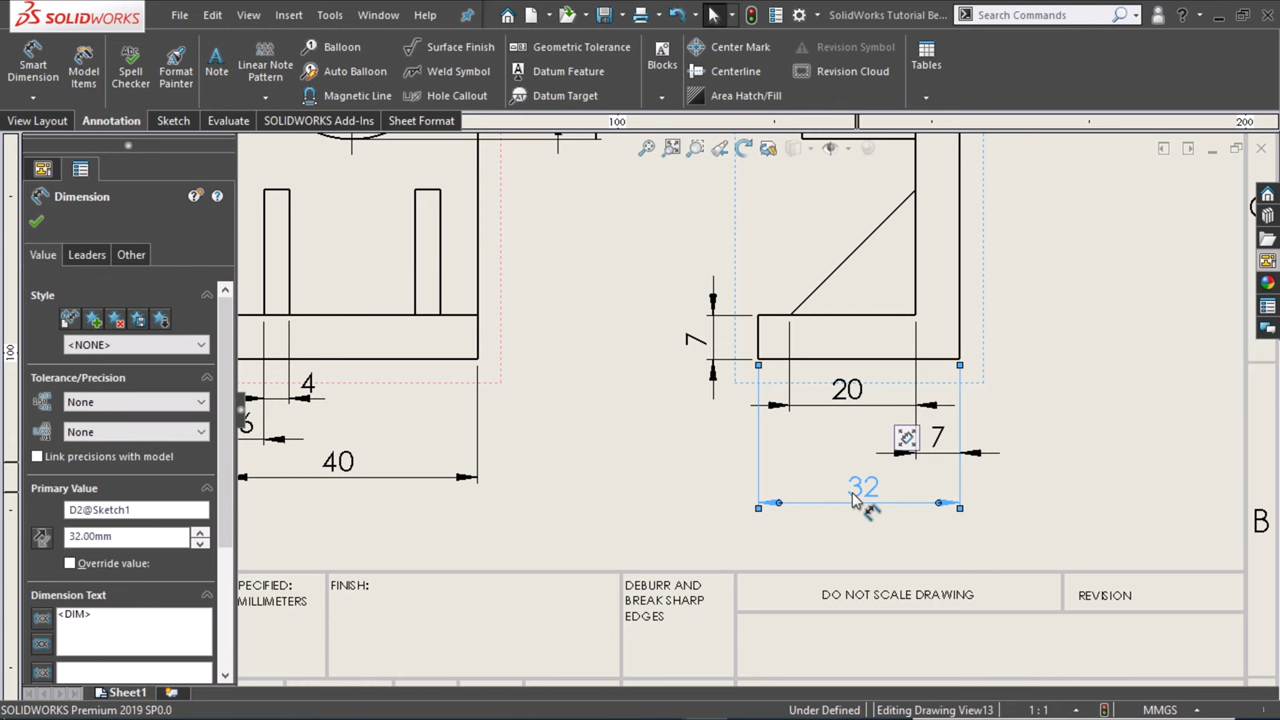 SOLIDWORKS
File Edit View Insert Tools Window Help
SolidWorks Tutorial Be...
Search Commands
?
Smart Dimension
Model Items
Spell Checker
Format Painter
Note
Linear Note Pattern
Balloon
Auto Balloon
Magnetic Line
Surface Finish
Weld Symbol
Hole Callout
Geometric Tolerance
Datum Feature
Datum Target
Blocks
Center Mark
Centerline
Area Hatch/Fill
Revision Symbol
Revision Cloud
Tables
View Layout Annotation Sketch Evaluate SOLIDWORKS Add-Ins Sheet Format
100
200
Dimension
Value Leaders Other
Style
<NONE>
Tolerance/Precision
None
None
Link precisions with model
Primary Value
D2@Sketch1
32.00mm
Override value:
Dimension Text
<DIM>
100
4
6
40
7
20
7
32
B
PECIFIED:
MILLIMETERS
FINISH:
DEBURR AND
BREAK SHARP
EDGES
DO NOT SCALE DRAWING
REVISION
Sheet1
SOLIDWORKS Premium 2019 SP0.0
Under Defined
Editing Drawing View13
1 : 1
MMGS